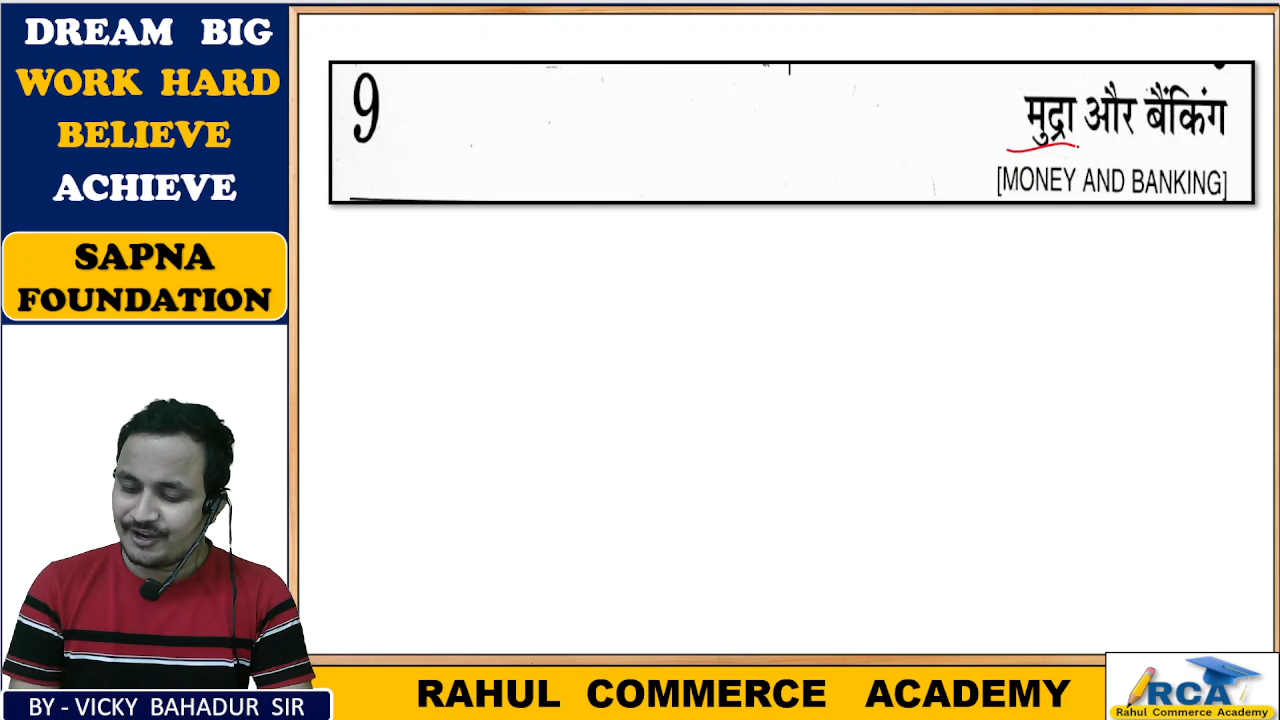 DREAM BIG
WORK HARD
BELIEVE
ACHIEVE
SAPNA
FOUNDATION
9
मुद्रा और बैंकिंग
[MONEY AND BANKING]
BY - VICKY BAHADUR SIR
RAHUL COMMERCE ACADEMY
RCA
Rahul Commerce Academy